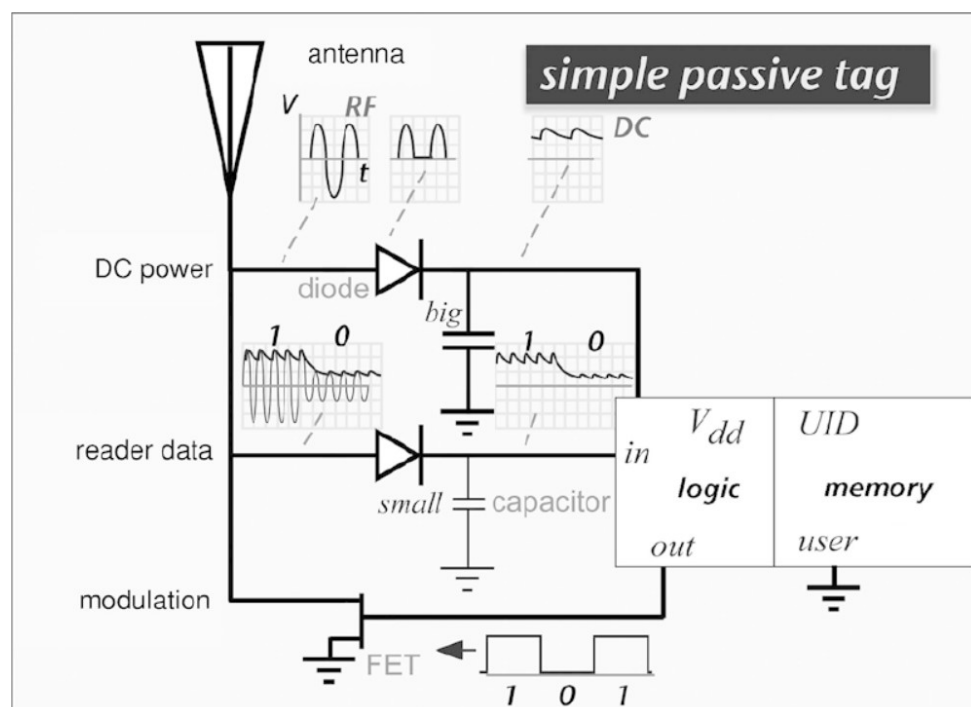 antenna
simple passive tag
V
RF
t
DC
DC power
diode
big
1 0
1 0
reader data
in
V dd
UID
logic
memory
small
capacitor
out
user
modulation
FET
1 0 1